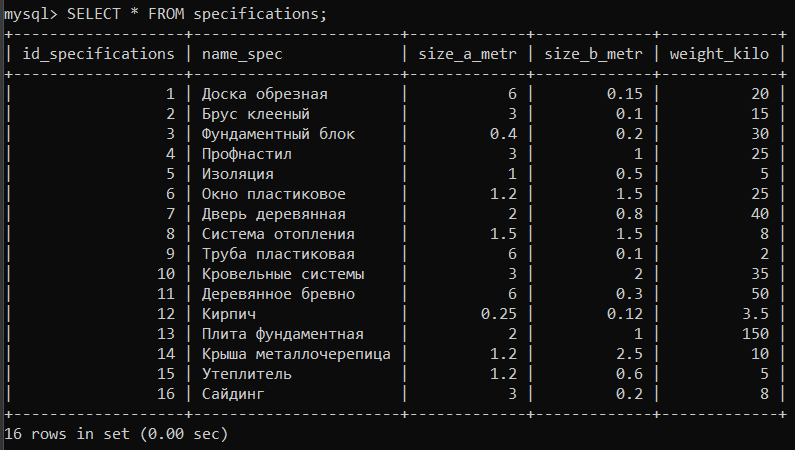 mysql> SELECT * FROM specifications;
+------------------+----------------------+-------------+-------------+-------------+
| id_specifications | name_spec | size_a_metr | size_b_metr | weight_kilo |
+------------------+----------------------+-------------+-------------+-------------+
| 1 | Доска обрезная | 6 | 0.15 | 20 |
| 2 | Брус клееный | 3 | 0.1 | 15 |
| 3 | Фундаментный блок | 0.4 | 0.2 | 30 |
| 4 | Профнастил | 3 | 1 | 25 |
| 5 | Изоляция | 1 | 0.5 | 5 |
| 6 | Окно пластиковое | 1.2 | 1.5 | 25 |
| 7 | Дверь деревянная | 2 | 0.8 | 40 |
| 8 | Система отопления | 1.5 | 1.5 | 8 |
| 9 | Труба пластиковая | 6 | 0.1 | 2 |
| 10 | Кровельные системы | 3 | 2 | 35 |
| 11 | Деревянное бревно | 6 | 0.3 | 50 |
| 12 | Кирпич | 0.25 | 0.12 | 3.5 |
| 13 | Плита фундаментная | 2 | 1 | 150 |
| 14 | Крыша металлочерепица | 1.2 | 2.5 | 10 |
| 15 | Утеплитель | 1.2 | 0.6 | 5 |
| 16 | Сайдинг | 3 | 0.2 | 8 |
+------------------+----------------------+-------------+-------------+-------------+
16 rows in set (0.00 sec)